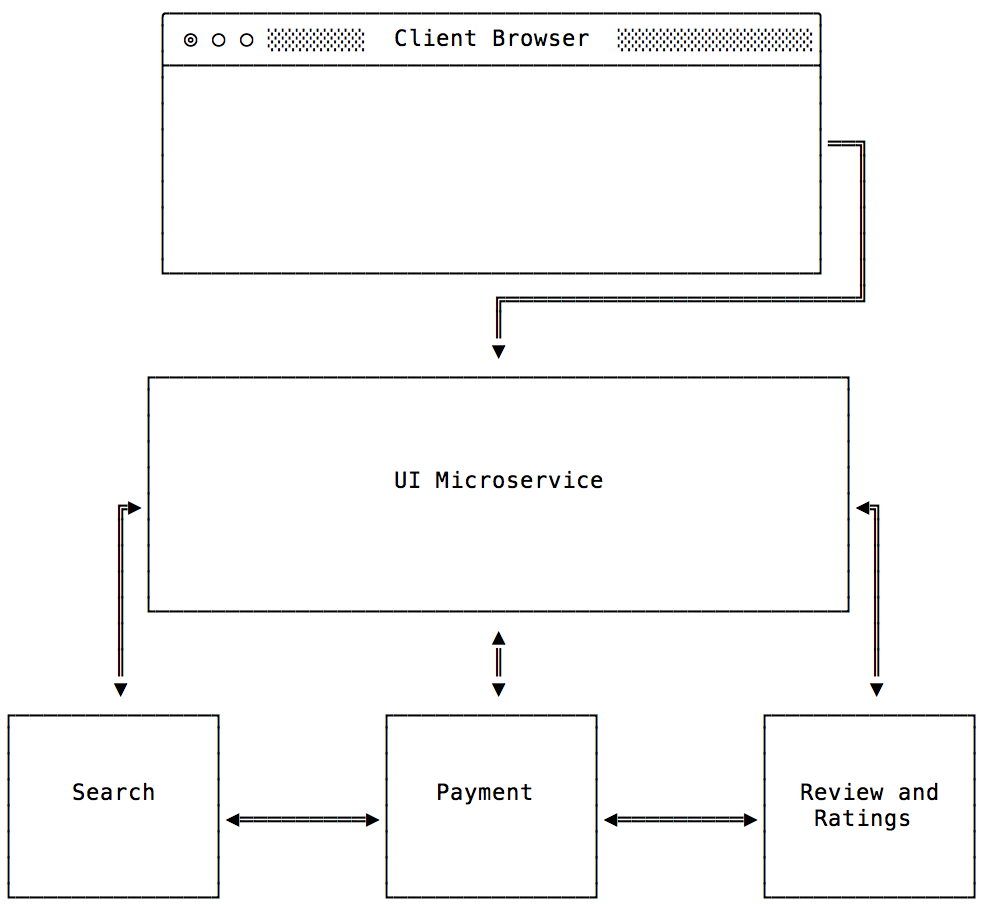 Client Browser
UI Microservice
Search
Payment
Review and
Ratings